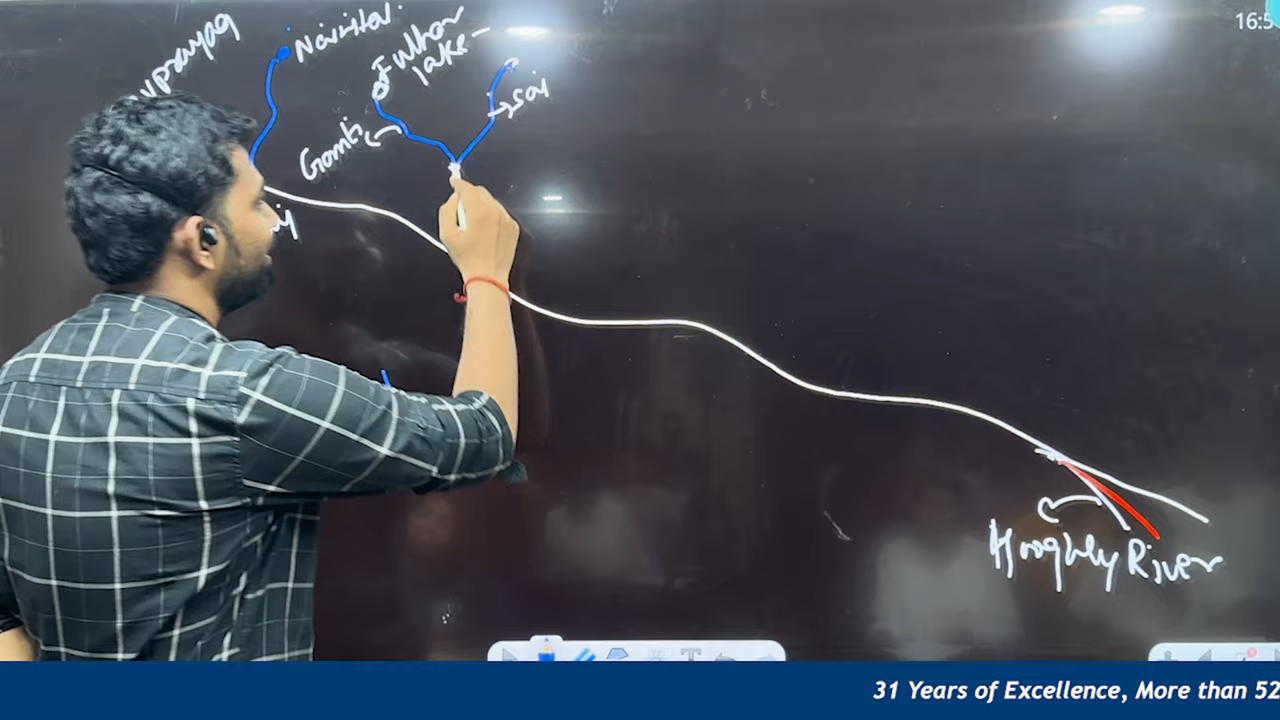 Nainital.
Fulhar
lake
Sai
Gomti
Hooghly River
16:5
31 Years of Excellence, More than 52